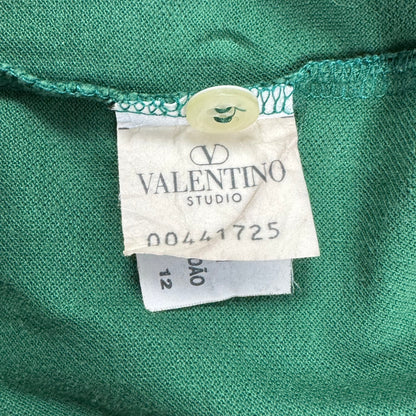 V
VALENTINO
STUDIO
00441725
DÃO
12